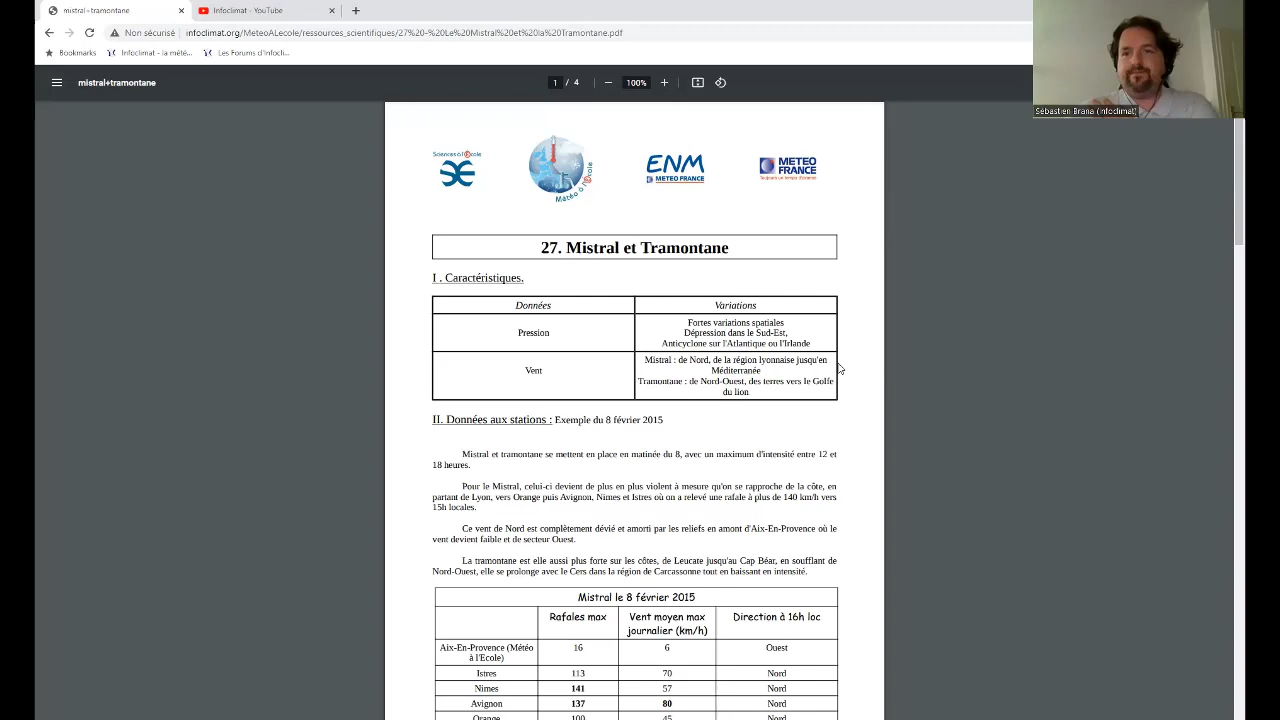 mistral+tramontane
Infoclimat - YouTube
Non sécurisé
infoclimat.org/MeteoALecole/ressources_scientifiques/27%20-%20Le%20Mistral%20et%20la%20Tramontane.pdf
Bookmarks
Infoclimat - la mété...
Les Forums d'Infocli...
mistral+tramontane
1 / 4
100%
Sébastien Brana (Infoclimat)
Sciences à l'École
Météo à l'École
ENM
METEO FRANCE
METEO
FRANCE
Toujours un temps d'avance
27. Mistral et Tramontane
I . Caractéristiques.
Données
Variations
Pression
Fortes variations spatiales
Dépression dans le Sud-Est,
Anticyclone sur l'Atlantique ou l'Irlande
Vent
Mistral : de Nord, de la région lyonnaise jusqu'en
Méditerranée
Tramontane : de Nord-Ouest, des terres vers le Golfe
du lion
II. Données aux stations : Exemple du 8 février 2015
Mistral et tramontane se mettent en place en matinée du 8, avec un maximum d'intensité entre 12 et
18 heures.
Pour le Mistral, celui-ci devient de plus en plus violent à mesure qu'on se rapproche de la côte, en
partant de Lyon, vers Orange puis Avignon, Nimes et Istres où on a relevé une rafale à plus de 140 km/h vers
15h locales.
Ce vent de Nord est complètement dévié et amorti par les reliefs en amont d'Aix-En-Provence où le
vent devient faible et de secteur Ouest.
La tramontane est elle aussi plus forte sur les côtes, de Leucate jusqu'au Cap Béar, en soufflant de
Nord-Ouest, elle se prolonge avec le Cers dans la région de Carcassonne tout en baissant en intensité.
Mistral le 8 février 2015
Rafales max
Vent moyen max
journalier (km/h)
Direction à 16h loc
Aix-En-Provence (Météo
à l'Ecole)
16
6
Ouest
Istres
113
70
Nord
Nimes
141
57
Nord
Avignon
137
80
Nord
Orange
100
45
Nord